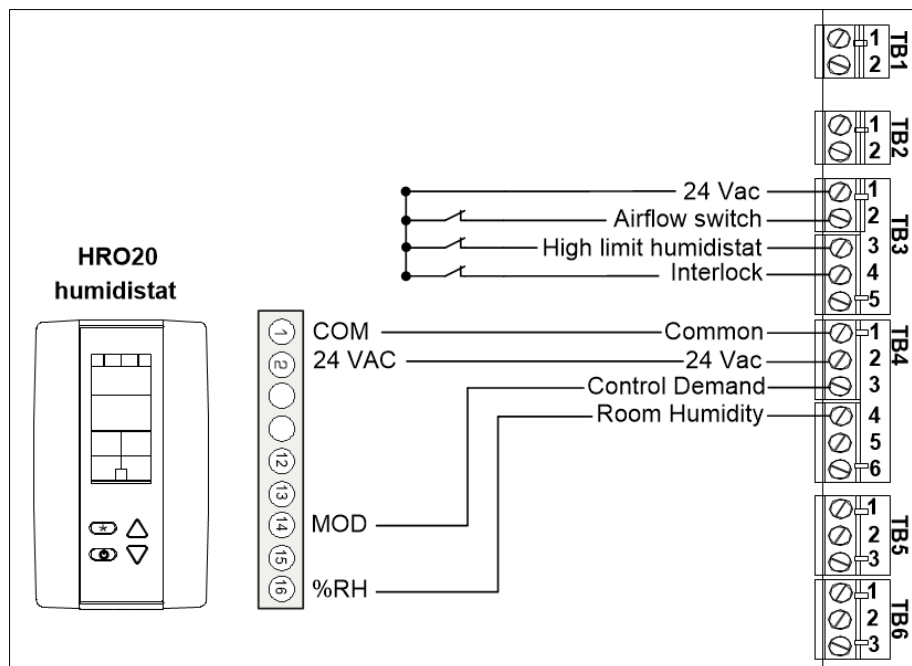 1
2
TB1
1
2
TB2
24 Vac
1
Airflow switch
2
High limit humidistat
3
Interlock
4
5
TB3
HRO20
humidistat
1
COM
Common
1
2
24 VAC
24 Vac
2
Control Demand
3
Room Humidity
4
5
6
TB4
12
13
14
MOD
15
16
%RH
1
2
3
TB5
1
2
3
TB6